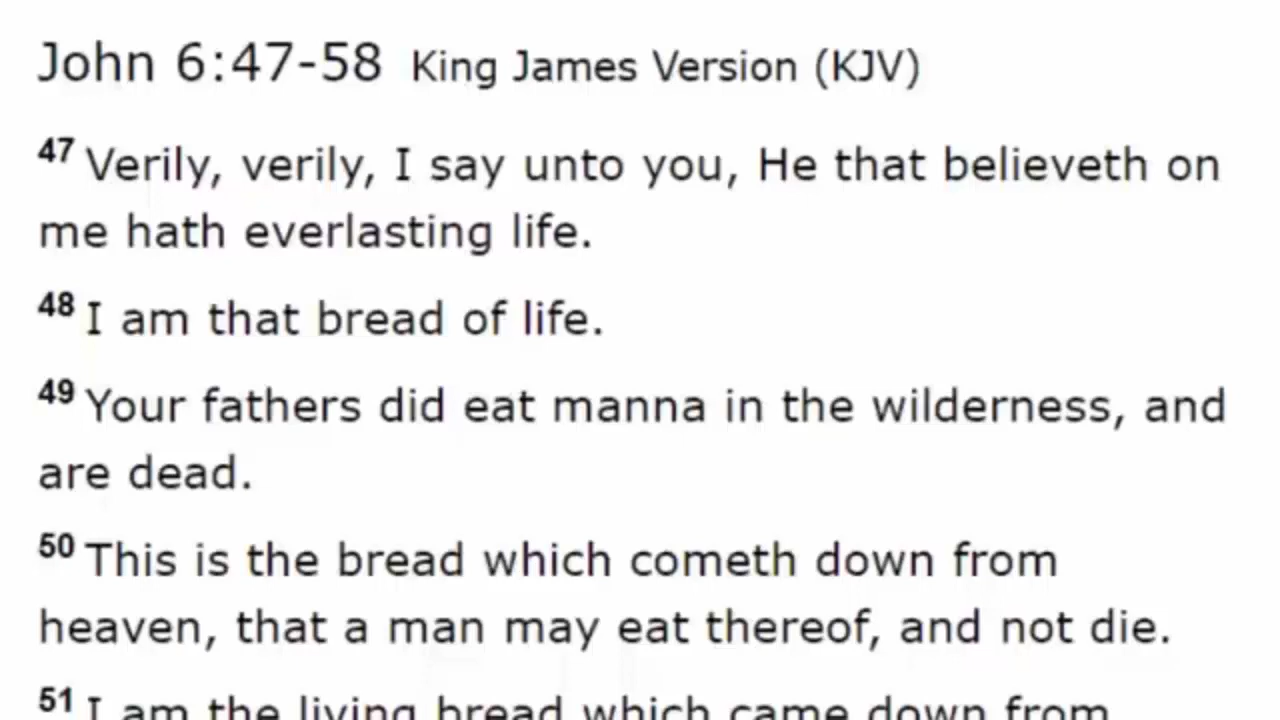 John 6:47-58 King James Version (KJV)
47 Verily, verily, I say unto you, He that believeth on
me hath everlasting life.
48 I am that bread of life.
49 Your fathers did eat manna in the wilderness, and
are dead.
50 This is the bread which cometh down from
heaven, that a man may eat thereof, and not die.
51 I am the living bread which came down from